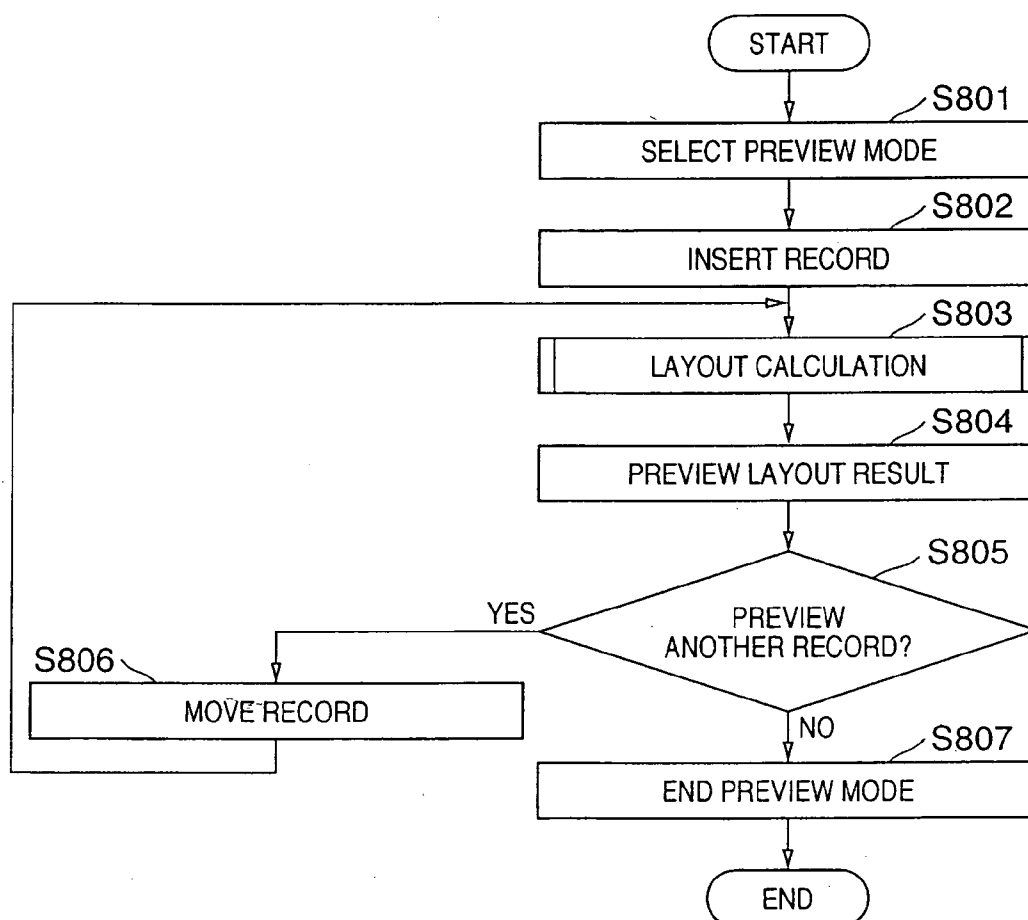 START
S801
SELECT PREVIEW MODE
S802
INSERT RECORD
S803
LAYOUT CALCULATION
S804
PREVIEW LAYOUT RESULT
S805
PREVIEW
ANOTHER RECORD?
YES
S806
MOVE RECORD
NO
S807
END PREVIEW MODE
END